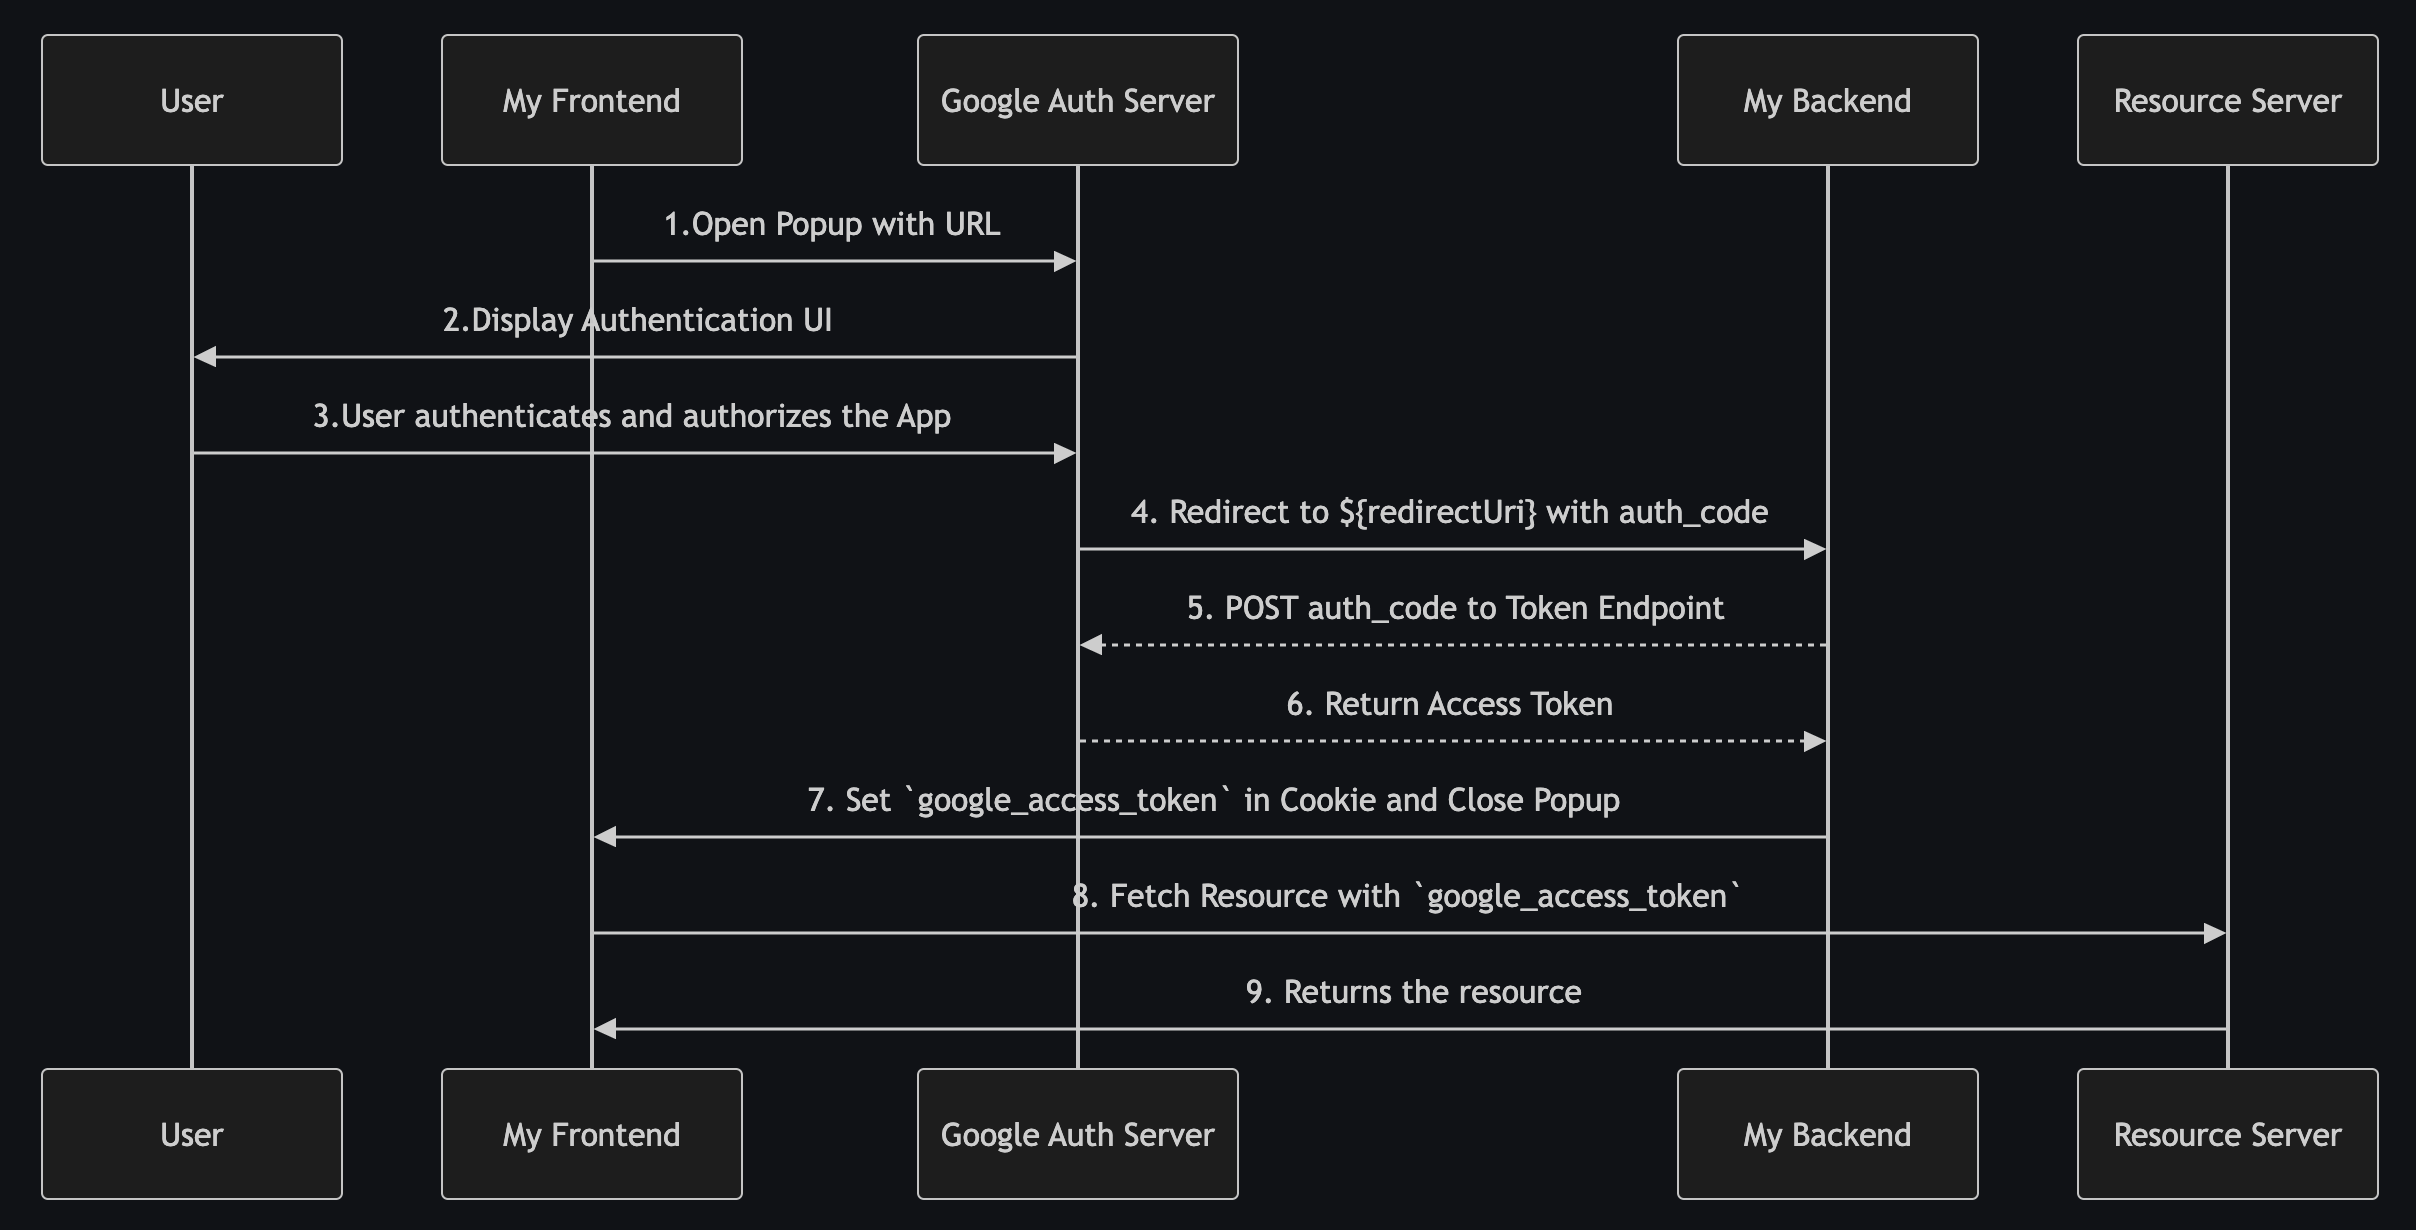 User
My Frontend
Google Auth Server
My Backend
Resource Server
1.Open Popup with URL
2.Display Authentication UI
3.User authenticates and authorizes the App
4. Redirect to ${redirectUri} with auth_code
5. POST auth_code to Token Endpoint
6. Return Access Token
7. Set `google_access_token` in Cookie and Close Popup
8. Fetch Resource with `google_access_token`
9. Returns the resource
User
My Frontend
Google Auth Server
My Backend
Resource Server